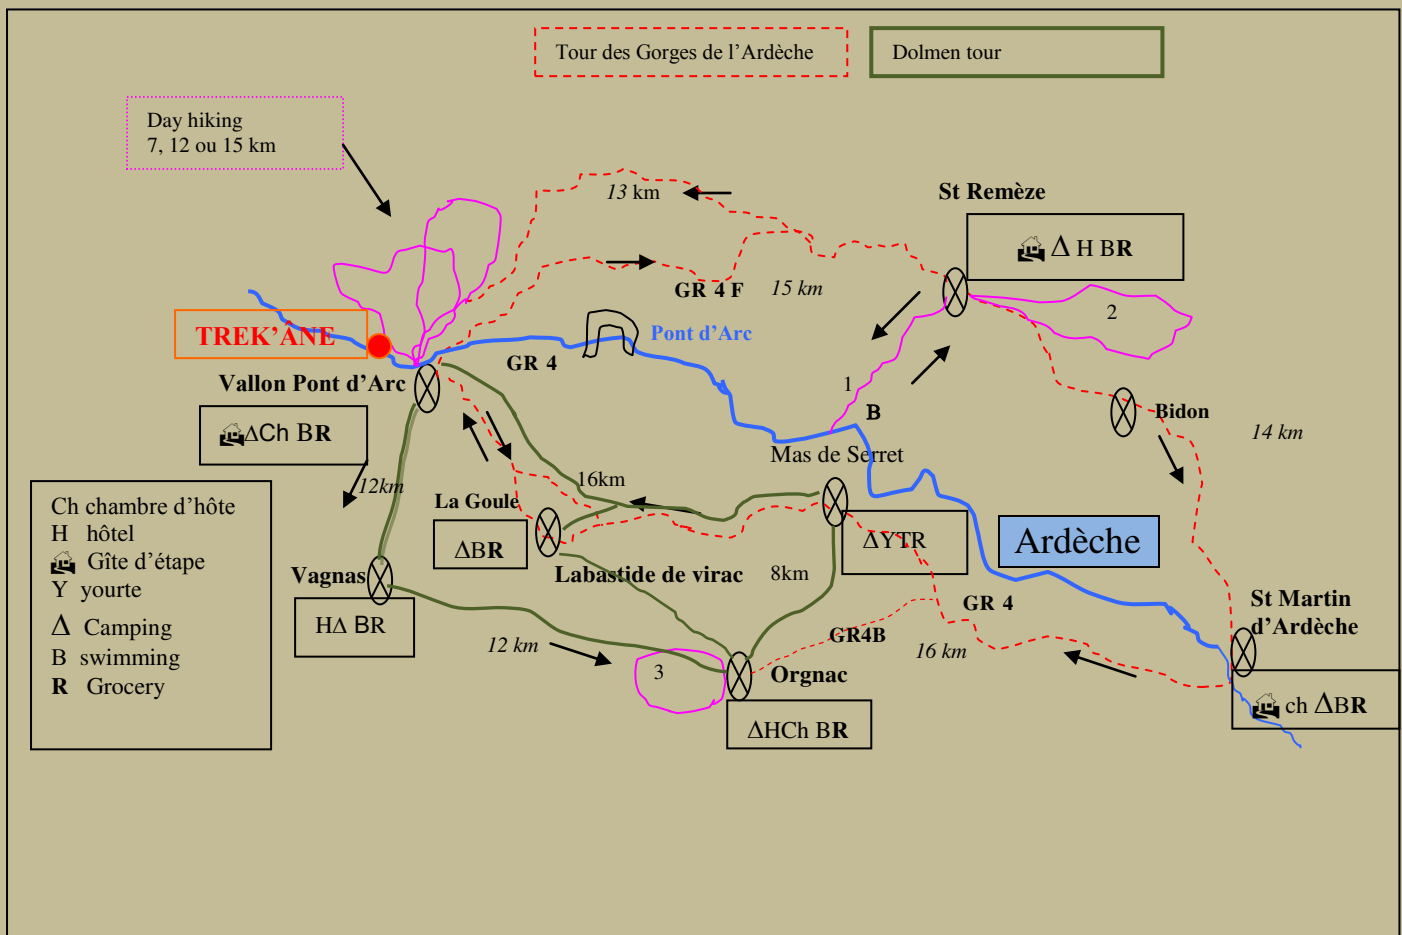 Tour des Gorges de l'Ardèche
Dolmen tour
Day hiking
7, 12 ou 15 km
13 km
St Remèze
Δ H BR
GR 4 F
15 km
2
TREK'ÂNE
Pont d'Arc
GR 4
Vallon Pont d'Arc
1
B
Bidon
14 km
ΔCh BR
Mas de Serret
12km
16km
La Goule
Ch chambre d'hôte
H hôtel
Gîte d'étape
Y yourte
Δ Camping
B swimming
R Grocery
ΔBR
ΔYTR
Ardèche
Vagnas
Labastide de virac
8km
GR 4
St Martin
d'Ardèche
HΔ BR
GR4B
12 km
16 km
3
Orgnac
ch ΔBR
ΔHCh BR